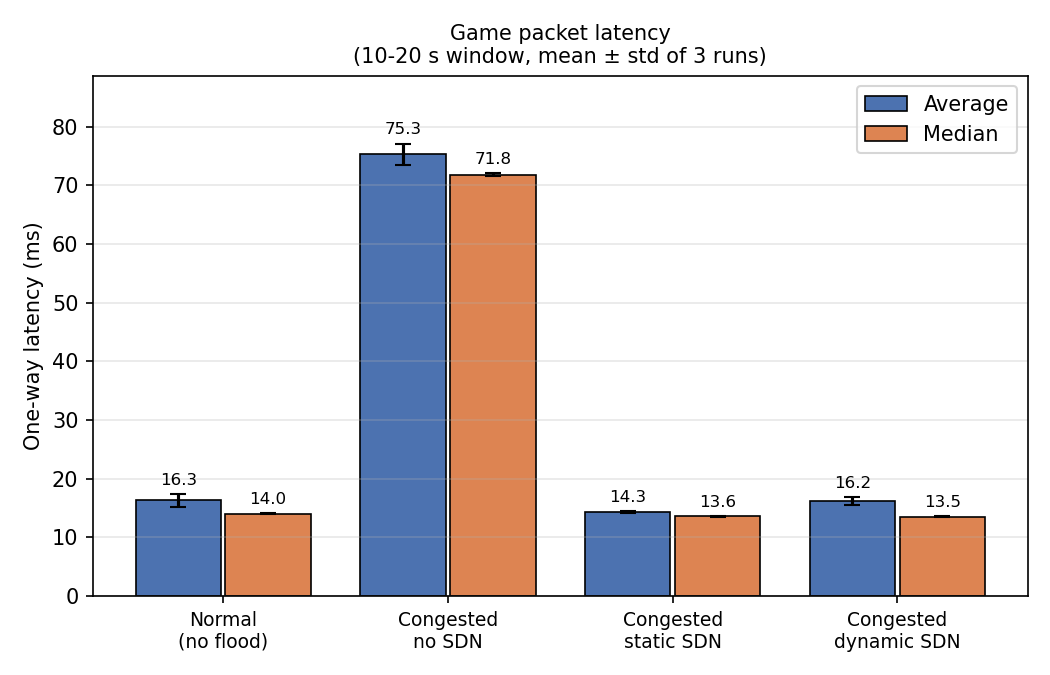 Game packet latency
(10-20 s window, mean ± std of 3 runs)
Average
Median
One-way latency (ms)
80
70
60
50
40
30
20
10
0
16.3
14.0
75.3
71.8
14.3
13.6
16.2
13.5
Normal
(no flood)
Congested
no SDN
Congested
static SDN
Congested
dynamic SDN